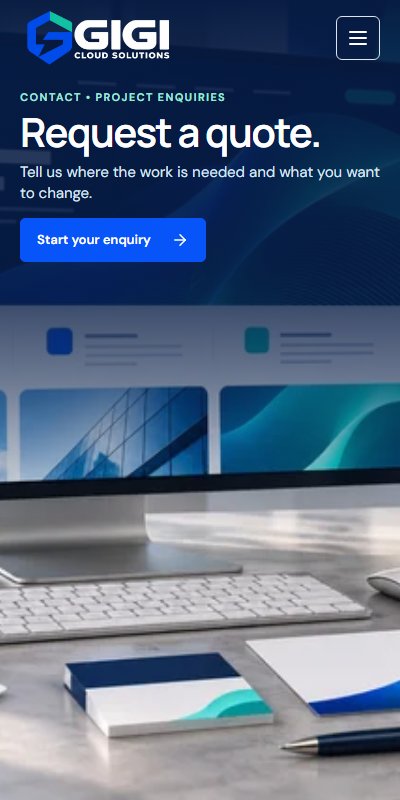 GIGI
CLOUD SOLUTIONS
CONTACT • PROJECT ENQUIRIES
Request a quote.
Tell us where the work is needed and what you want
to change.
Start your enquiry